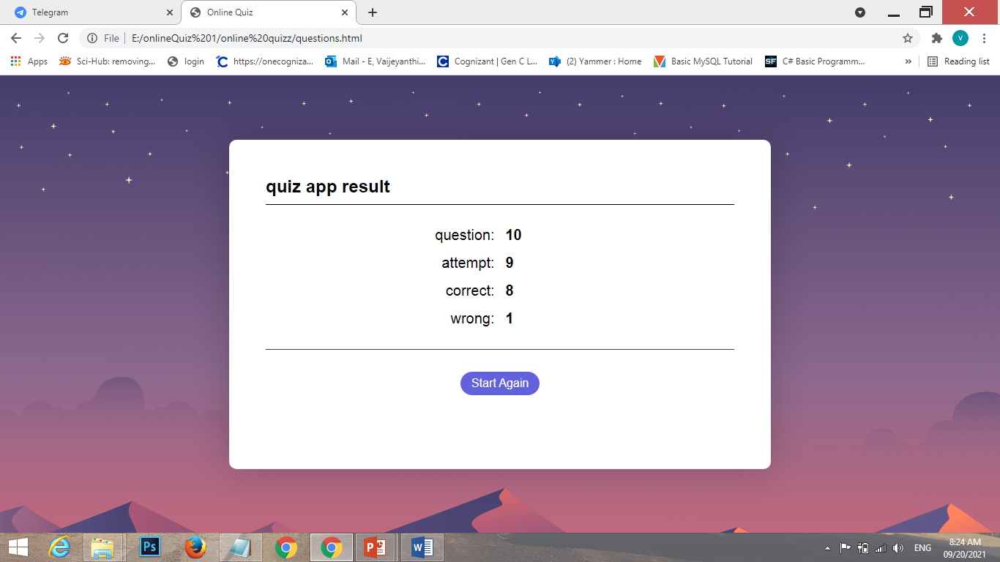 Telegram
Online Quiz
File E:/onlineQuiz%201/online%20quizz/questions.html
V
Apps Sci-Hub: removing... login https://onecogniza... Mail - E, Vaijeyanthi... Cognizant | Gen C L... (2) Yammer : Home Basic MySQL Tutorial SF C# Basic Programm... » Reading list
quiz app result
question: 10
attempt: 9
correct: 8
wrong: 1
Start Again
Ps
ENG
8:24 AM
09/20/2021